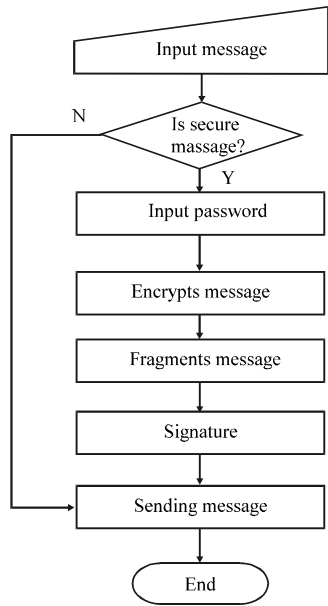 Input message
Is secure
massage?
N
Y
Input password
Encrypts message
Fragments message
Signature
Sending message
End